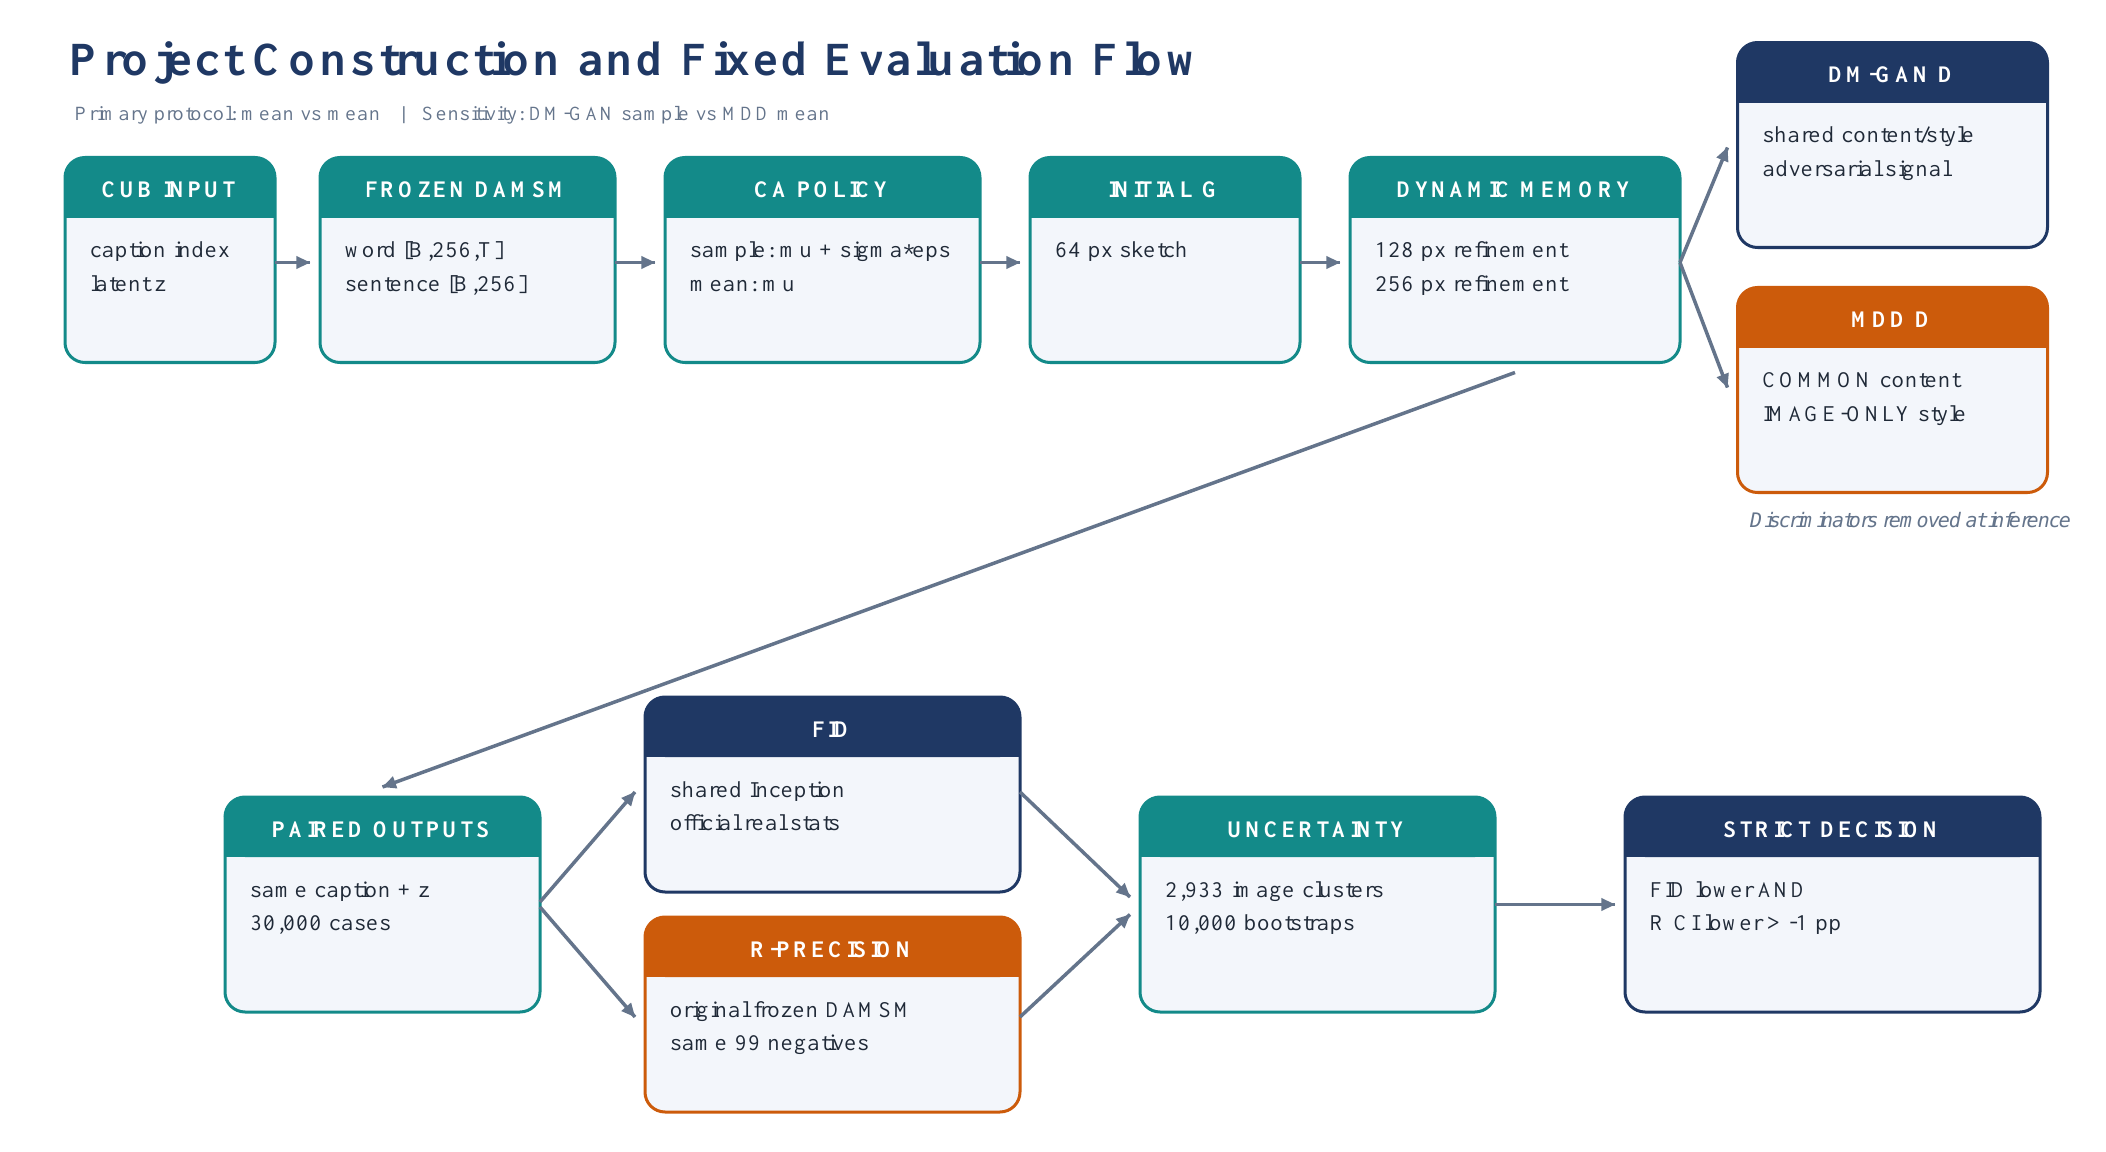 Project Construction and Fixed Evaluation Flow
Primary protocol: mean vs mean | Sensitivity: DM-GAN sample vs MDD mean
CUB INPUT
caption index
latent z
FROZEN DAMSM
word [B,256,T]
sentence [B,256]
CA POLICY
sample: mu + sigma*eps
mean: mu
INITIAL G
64 px sketch
DYNAMIC MEMORY
128 px refinement
256 px refinement
DM-GAN D
shared content/style
adversarial signal
MDD D
COMMON content
IMAGE-ONLY style
Discriminators removed at inference
PAIRED OUTPUTS
same caption + z
30,000 cases
FID
shared Inception
official real stats
R-PRECISION
original frozen DAMSM
same 99 negatives
UNCERTAINTY
2,933 image clusters
10,000 bootstraps
STRICT DECISION
FID lower AND
R CI lower > -1 pp